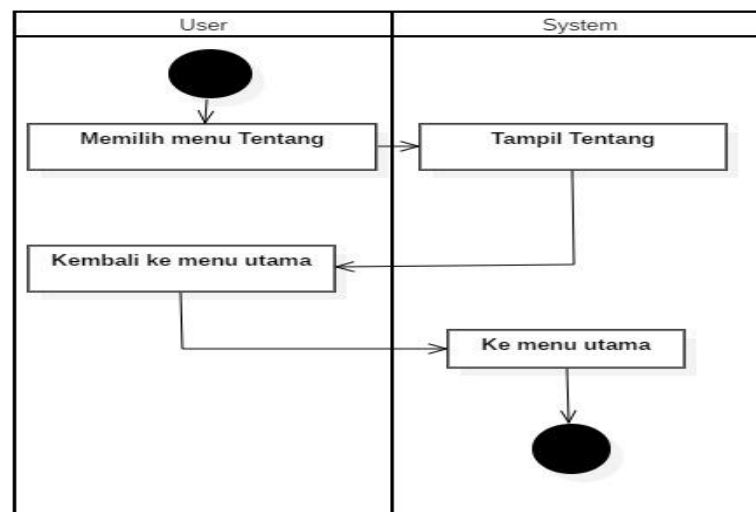 User
System
Memilih menu Tentang
Tampil Tentang
Kembali ke menu utama
Ke menu utama